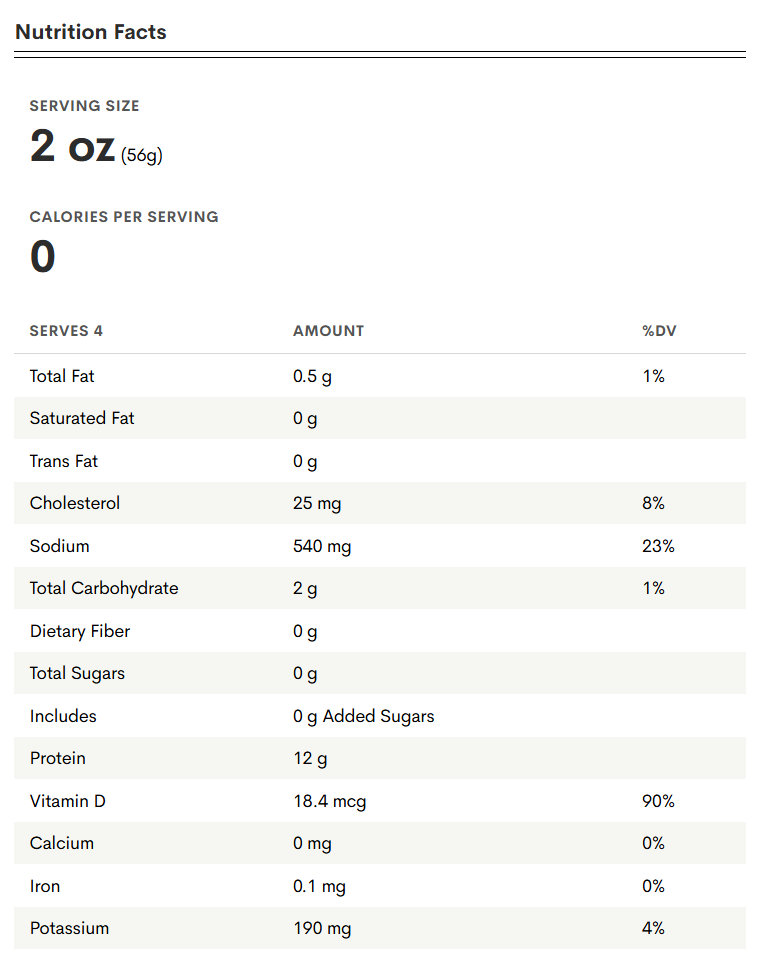 Nutrition Facts
SERVING SIZE
2 oz (56g)
CALORIES PER SERVING
0
SERVES 4 AMOUNT %DV
Total Fat 0.5 g 1%
Saturated Fat 0 g
Trans Fat 0 g
Cholesterol 25 mg 8%
Sodium 540 mg 23%
Total Carbohydrate 2 g 1%
Dietary Fiber 0 g
Total Sugars 0 g
Includes 0 g Added Sugars
Protein 12 g
Vitamin D 18.4 mcg 90%
Calcium 0 mg 0%
Iron 0.1 mg 0%
Potassium 190 mg 4%